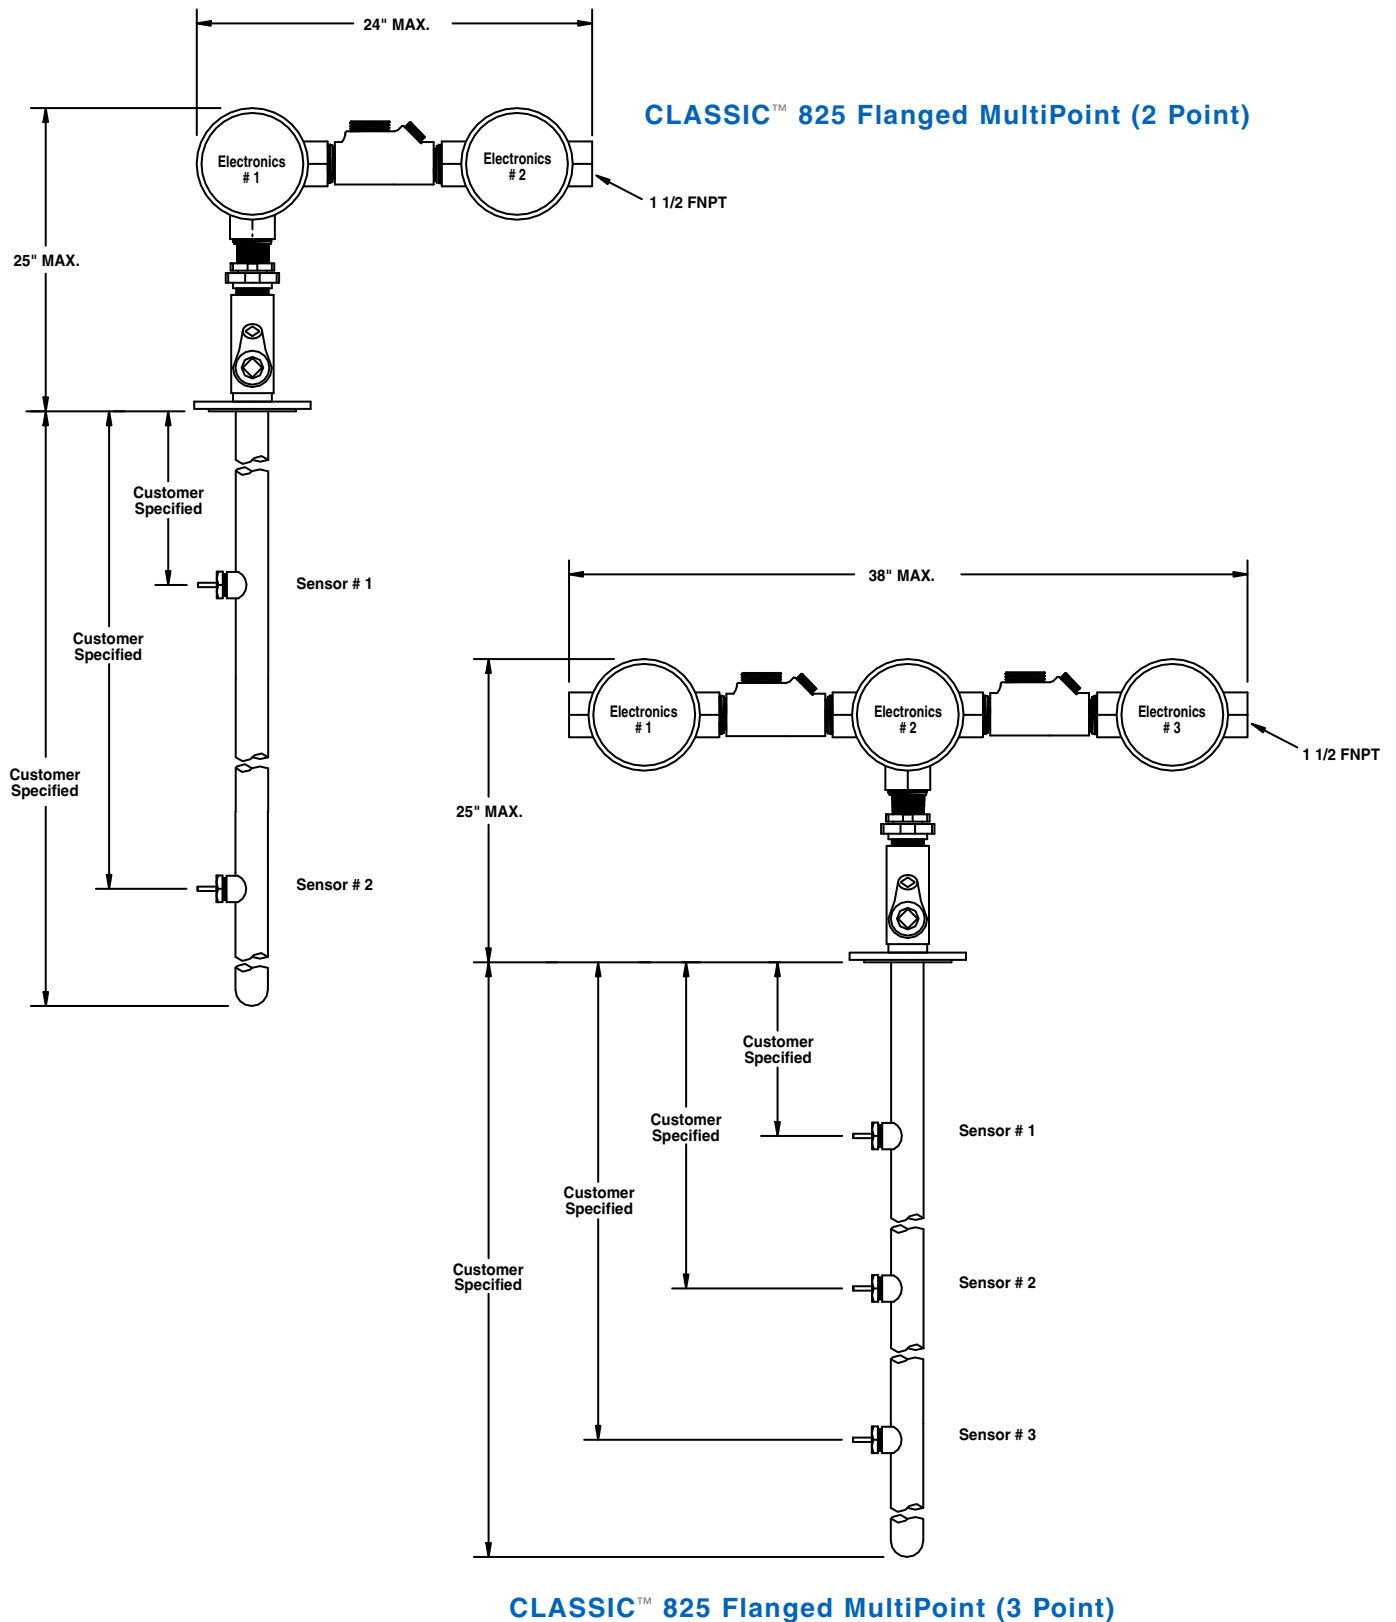 24" MAX.
CLASSIC™ 825 Flanged MultiPoint (2 Point)
Electronics
# 1
Electronics
# 2
1 1/2 FNPT
25" MAX.
Customer
Specified
Sensor # 1
Customer
Specified
Customer
Specified
Sensor # 2
38" MAX.
Electronics
# 1
Electronics
# 2
Electronics
# 3
1 1/2 FNPT
25" MAX.
Customer
Specified
Sensor # 1
Customer
Specified
Customer
Specified
Customer
Specified
Sensor # 2
Sensor # 3
CLASSIC™ 825 Flanged MultiPoint (3 Point)